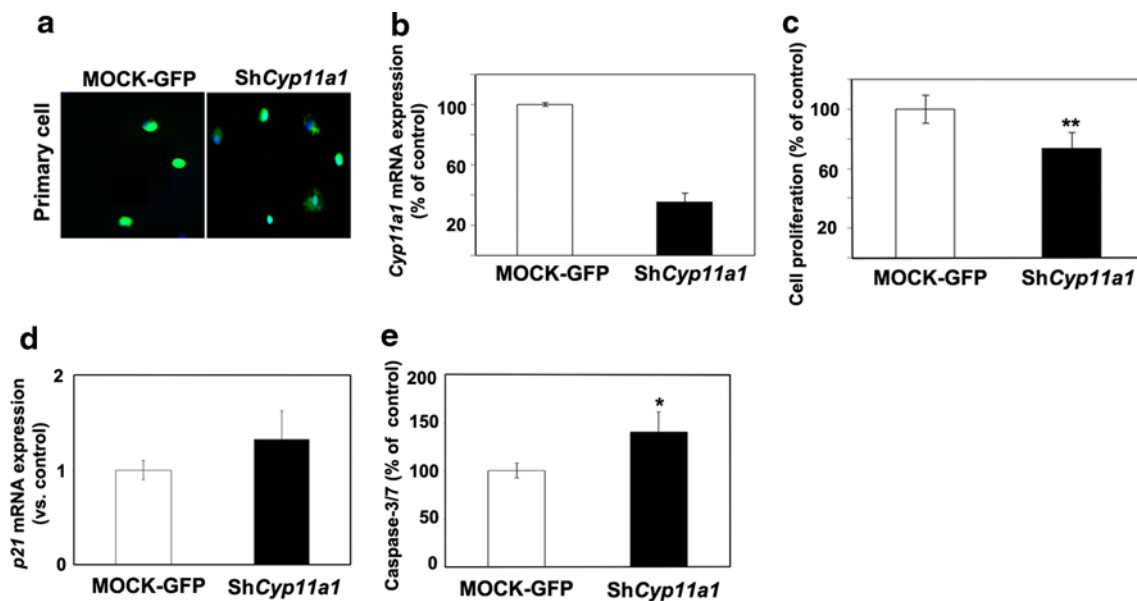 a
MOCK-GFP ShCyp11a1
Primary cell
b
Cyp11a1 mRNA expression
(% of control)
100
60
20
MOCK-GFP ShCyp11a1
c
Cell proliferation (% of control)
100
60
20
**
MOCK-GFP ShCyp11a1
d
p21 mRNA expression
(vs. control)
2
1
0
MOCK-GFP ShCyp11a1
e
Caspase-3/7 (% of control)
200
150
100
50
0
*
MOCK-GFP ShCyp11a1